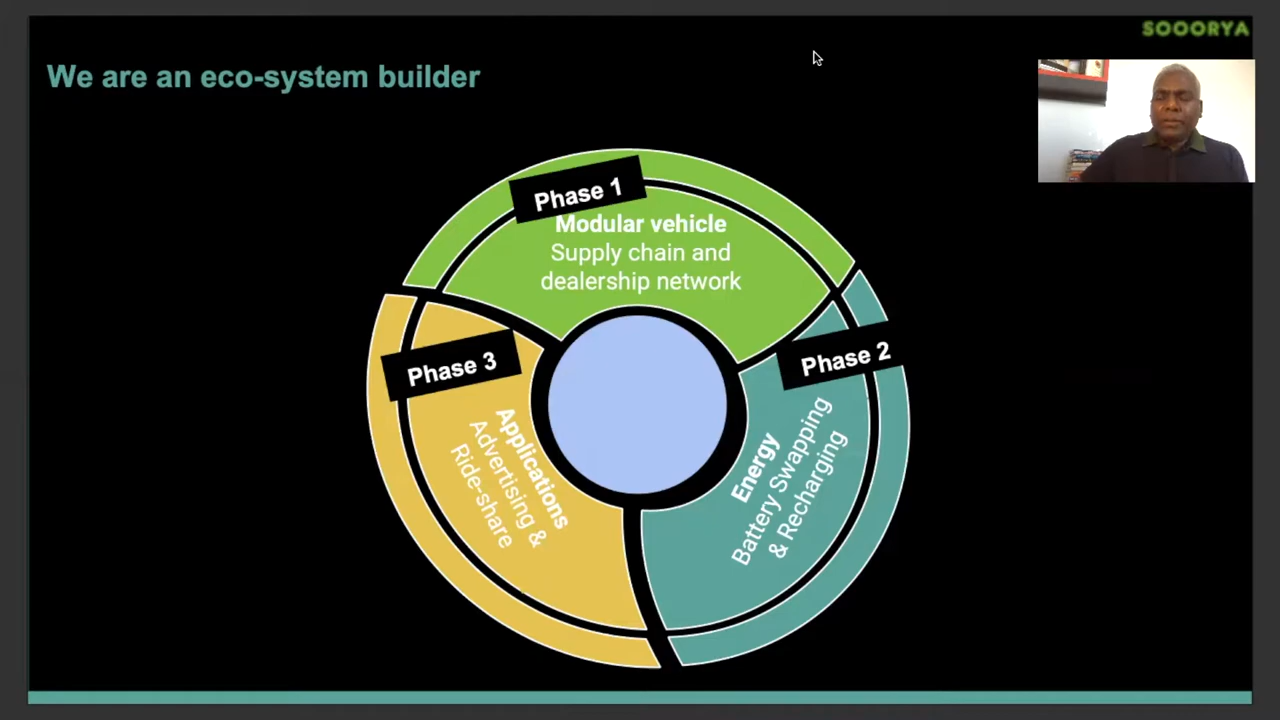 SOOORYA
We are an eco-system builder
Phase 1
Modular vehicle
Supply chain and
dealership network
Phase 2
Energy
Battery Swapping
& Recharging
Phase 3
Applications
Advertising &
Ride-share